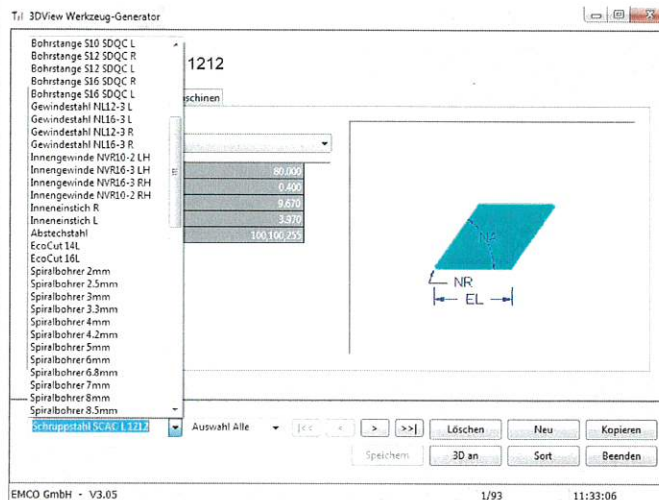 3DView Werkzeug-Generator
Bohrstange S10 SDQC L
Bohrstange S12 SDQC R
Bohrstange S12 SDQC L
Bohrstange S16 SDQC R
Bohrstange S16 SDQC L
Gewindestahl NL12-3 L
Gewindestahl NL16-3 L
Gewindestahl NL12-3 R
Gewindestahl NL16-3 R
Innengewinde NVR10-2 LH
Innengewinde NVR16-3 LH
Innengewinde NVR16-3 RH
Innengewinde NVR10-2 RH
Inneneinstich R
Inneneinstich L
Abstechstahl
EcoCut 14L
EcoCut 16L
Spiralbohrer 2mm
Spiralbohrer 2.5mm
Spiralbohrer 3mm
Spiralbohrer 3.3mm
Spiralbohrer 4mm
Spiralbohrer 4.2mm
Spiralbohrer 5mm
Spiralbohrer 6mm
Spiralbohrer 6.8mm
Spiralbohrer 7mm
Spiralbohrer 8mm
Spiralbohrer 8.5mm
1212
schinen
80.000
0.400
9.670
3.970
100,100,255
NA
NR
EL
Schruppstahl SCAC L 1212 Auswahl Alle |<< < > >>| Löschen Neu Kopieren
Speichern 3D an Sort Beenden
EMCO GmbH - V3.05 1/93 11:33:06